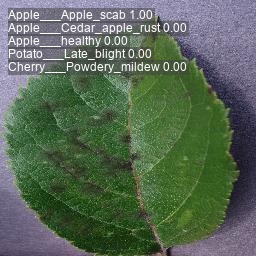 Apple___Apple_scab 1.00
Apple___Cedar_apple_rust 0.00
Apple___healthy 0.00
Potato___Late_blight 0.00
Cherry___Powdery_mildew 0.00